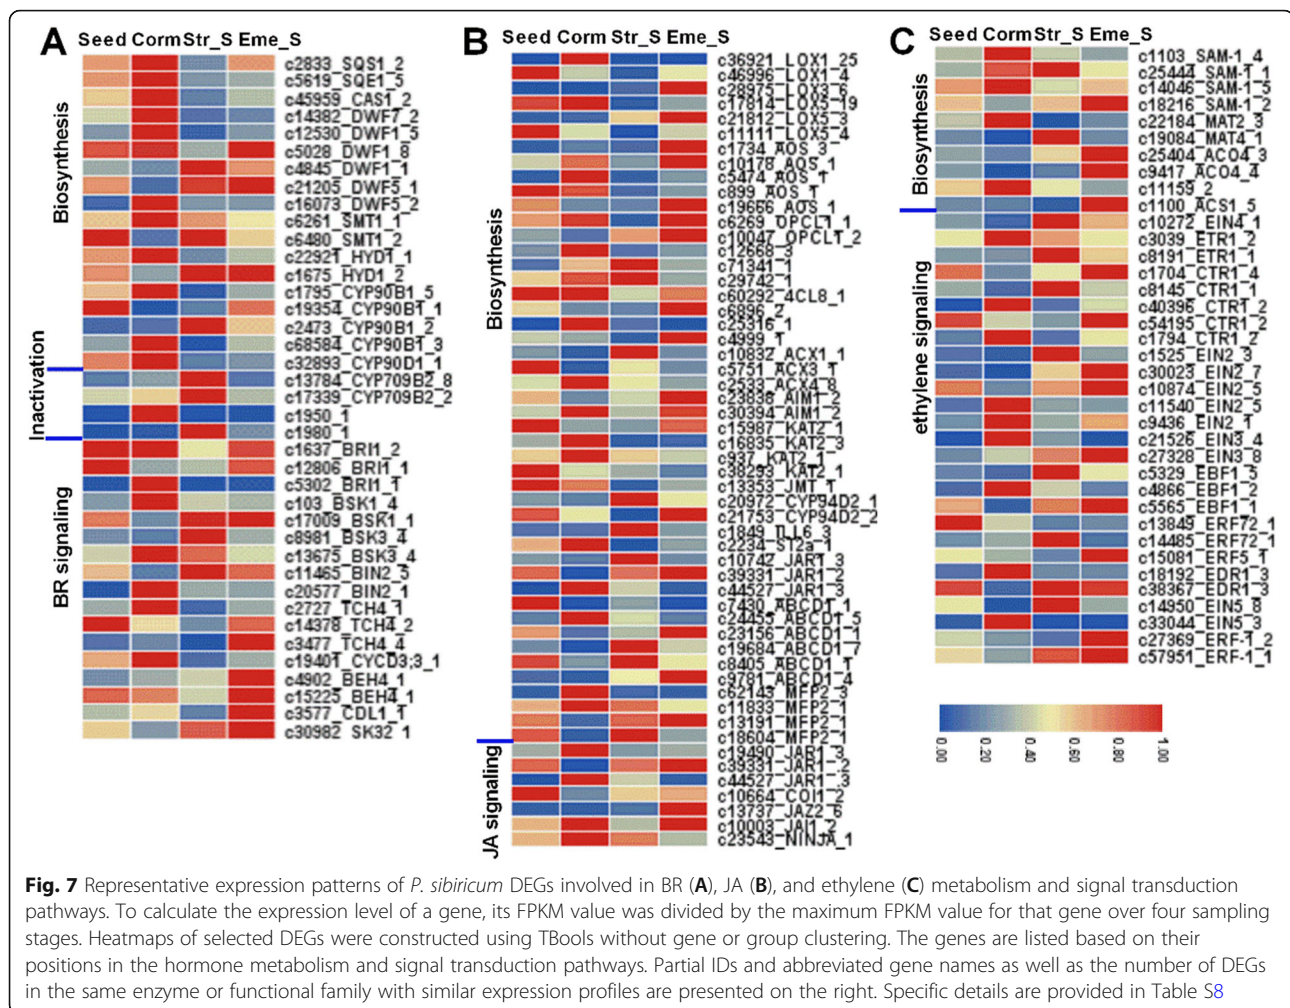 A
Seed Corm Str_S Eme_S
Biosynthesis
Inactivation
BR signaling
c2833_SQS1_2
c5619_SQE1_5
c45959_CAS1_2
c14382_DWF7_2
c12530_DWF1_5
c5028_DWF1_8
c4845_DWF1_1
c21205_DWF5_1
c16073_DWF5_2
c6261_SMT1_1
c6480_SMT1_2
c22921_HYD1_1
c1675_HYD1_2
c1795_CYP90B1_5
c19354_CYP90B1_1
c2473_CYP90B1_2
c68584_CYP90B1_3
c32893_CYP90D1_1
c13784_CYP709B2_8
c17339_CYP709B2_2
c1950_1
c1980_1
c1637_BRI1_2
c12806_BRI1_1
c5302_BRI1_1
c103_BSK1_4
c17009_BSK1_1
c8981_BSK3_4
c13675_BSK3_4
c11465_BIN2_5
c20577_BIN2_1
c2727_TCH4_1
c14378_TCH4_2
c3477_TCH4_4
c19401_CYCD3;3_1
c4902_BEH4_1
c15225_BEH4_1
c3577_CDL1_1
c30982_SK32_1
B
Seed Corm Str_S Eme_S
Biosynthesis
JA signaling
c36921_LOX1_25
c46996_LOX1_4
c28975_LOX3_6
c17814_LOX5_19
c21812_LOX5_3
c11111_LOX5_4
c1734_AOS_3
c10178_AOS_1
c5474_AOS_1
c899_AOS_1
c19666_AOS_1
c6269_OPCL1_1
c10047_OPCL1_2
c12668_3
c71341_1
c29742_1
c60292_4CL8_1
c6896_2
c25316_1
c4999_1
c10832_ACX1_1
c5751_ACX3_1
c2533_ACX4_8
c23838_AIM1_2
c30394_AIM1_2
c15987_KAT2_1
c16835_KAT2_3
c937_KAT2_1
c38293_KAT2_1
c13353_JMT_1
c20972_CYP94D2_1
c21753_CYP94D2_2
c1849_ILL6_3
c2234_ST2a_1
c10742_JAR1_3
c39331_JAR1_2
c44527_JAR1_3
c7430_ABCD1_1
c24455_ABCD1_5
c23156_ABCD1_1
c19684_ABCD1_7
c8405_ABCD1_1
c9781_ABCD1_4
c62143_MFP2_3
c11833_MFP2_1
c13191_MFP2_1
c18604_MFP2_1
c19490_JAR1_3
c39331_JAR1_2
c44527_JAR1_3
c10664_COI1_2
c13737_JAZ2_6
c10003_JAI1_2
c23543_NINJA_1
C
Seed Corm Str_S Eme_S
Biosynthesis
ethylene signaling
c1103_SAM-1_4
c25444_SAM-1_1
c14046_SAM-1_5
c18216_SAM-1_2
c22184_MAT2_3
c19084_MAT4_1
c25404_ACO4_3
c9417_ACO4_4
c11159_2
c1100_ACS1_5
c10272_EIN4_1
c3039_ETR1_2
c8191_ETR1_1
c1704_CTR1_4
c8145_CTR1_1
c40396_CTR1_2
c54195_CTR1_2
c1794_CTR1_2
c1525_EIN2_3
c30023_EIN2_7
c10874_EIN2_5
c11540_EIN2_5
c9436_EIN2_1
c21526_EIN3_4
c27328_EIN3_8
c5329_EBF1_5
c4866_EBF1_2
c5565_EBF1_1
c13849_ERF72_1
c14485_ERF72_1
c15081_ERF5_1
c18192_EDR1_3
c38367_EDR1_3
c14950_EIN5_8
c33044_EIN5_3
c27369_ERF-1_2
c57951_ERF-1_1
0.00 0.20 0.40 0.60 0.80 1.00
Fig. 7 Representative expression patterns of P. sibiricum DEGs involved in BR (A), JA (B), and ethylene (C) metabolism and signal transduction
pathways. To calculate the expression level of a gene, its FPKM value was divided by the maximum FPKM value for that gene over four sampling
stages. Heatmaps of selected DEGs were constructed using TBools without gene or group clustering. The genes are listed based on their
positions in the hormone metabolism and signal transduction pathways. Partial IDs and abbreviated gene names as well as the number of DEGs
in the same enzyme or functional family with similar expression profiles are presented on the right. Specific details are provided in Table S8